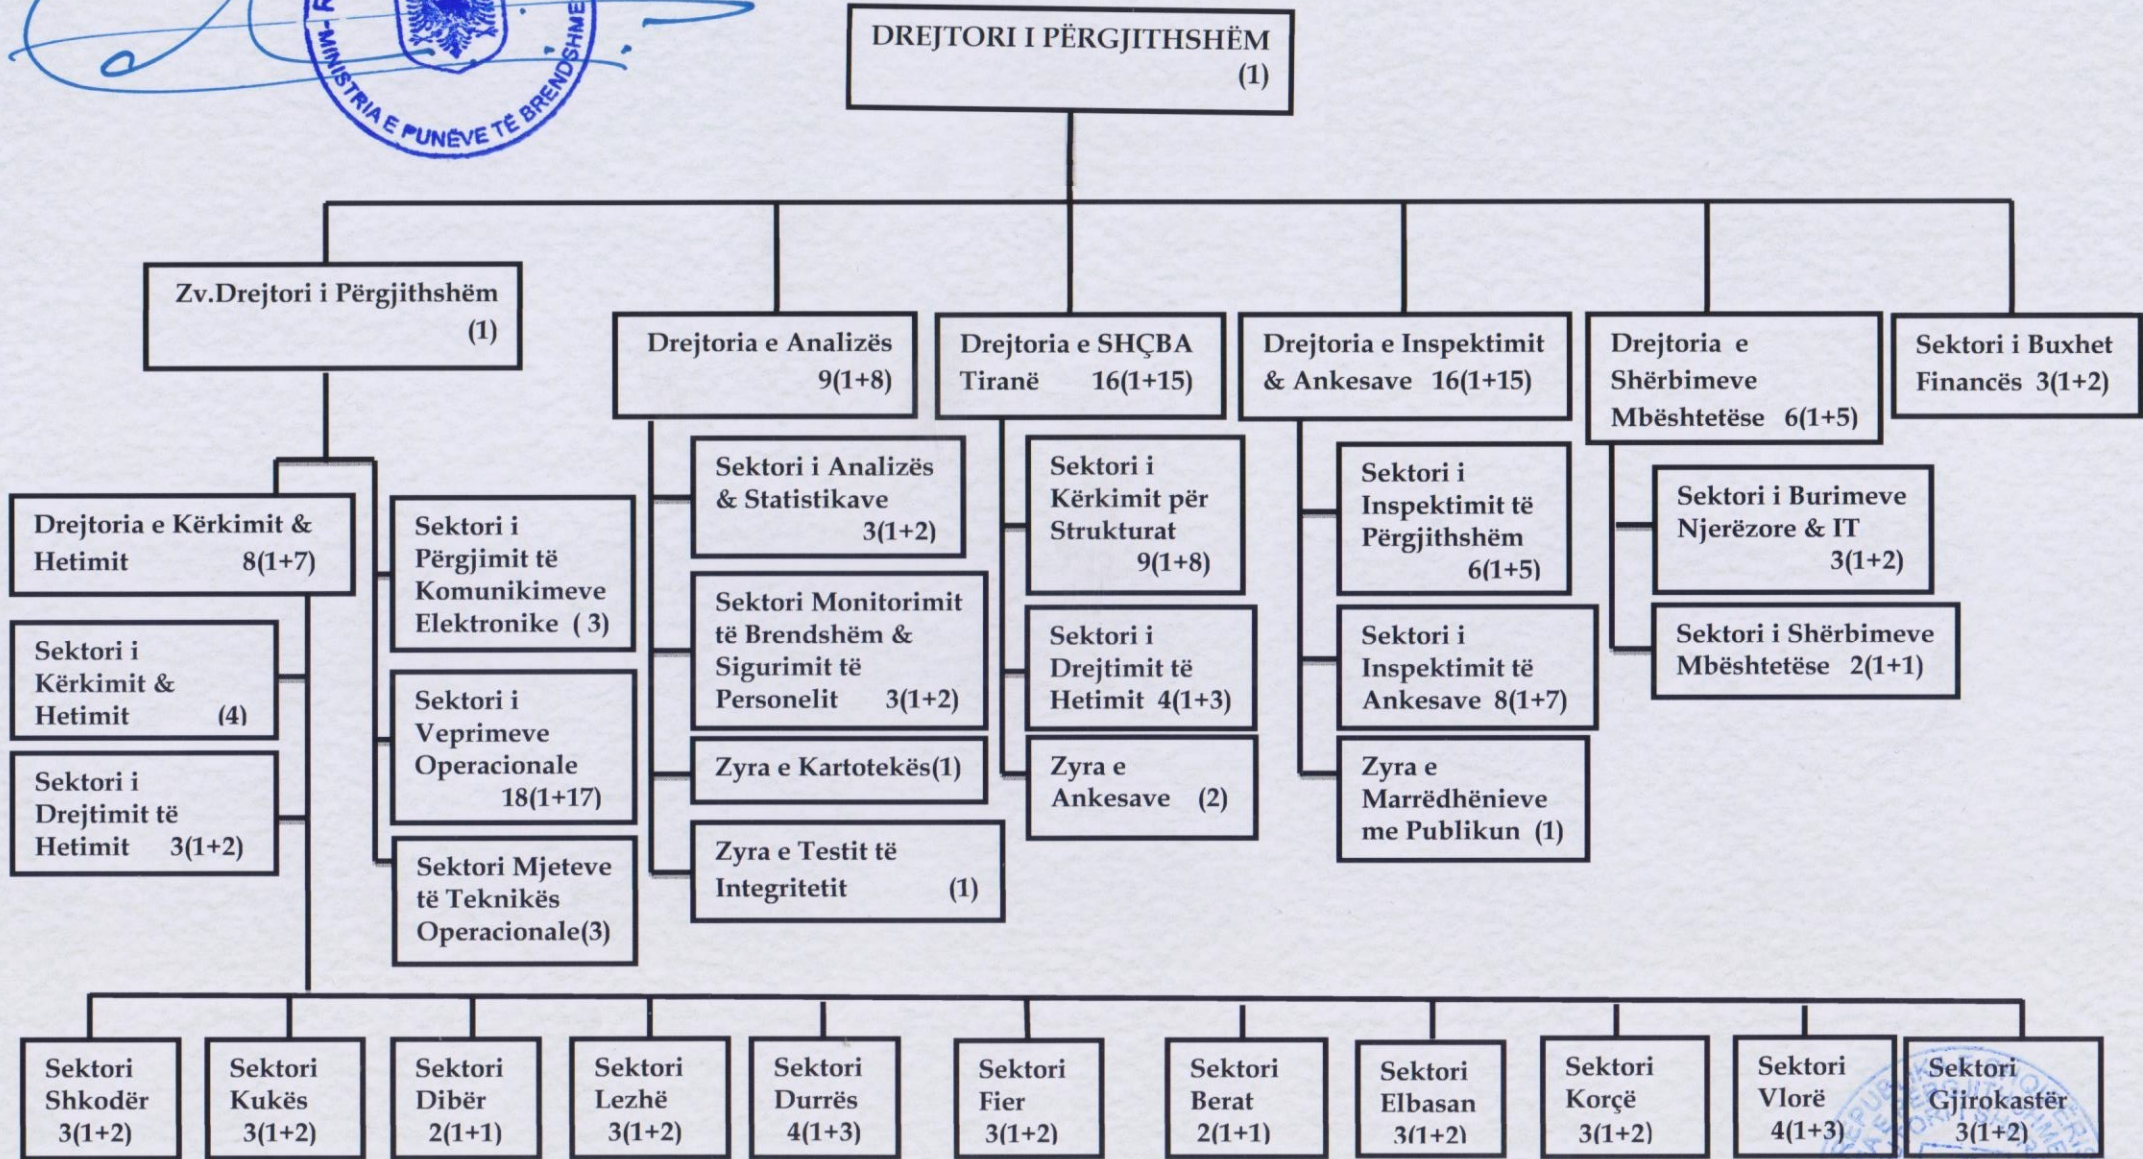 MINISTRIA E PUNËVE TË BRENDSHME
DREJTORI I PËRGJITHSHËM
(1)
Zv.Drejtori i Përgjithshëm
(1)
Drejtoria e Analizës
9(1+8)
Drejtoria e SHÇBA
Tiranë 16(1+15)
Drejtoria e Inspektimit
& Ankesave 16(1+15)
Drejtoria e
Shërbimeve
Mbështetëse 6(1+5)
Sektori i Buxhet
Financës 3(1+2)
Drejtoria e Kërkimit &
Hetimit 8(1+7)
Sektori i
Kërkimit &
Hetimit (4)
Sektori i
Drejtimit të
Hetimit 3(1+2)
Sektori i
Përgjimit të
Komunikimeve
Elektronike ( 3)
Sektori i
Veprimeve
Operacionale
18(1+17)
Sektori Mjeteve
të Teknikës
Operacionale(3)
Sektori i Analizës
& Statistikave
3(1+2)
Sektori Monitorimit
të Brendshëm &
Sigurimit të
Personelit 3(1+2)
Zyra e Kartotekës(1)
Zyra e Testit të
Integritetit (1)
Sektori i
Kërkimit për
Strukturat
9(1+8)
Sektori i
Drejtimit të
Hetimit 4(1+3)
Zyra e
Ankesave (2)
Sektori i
Inspektimit të
Përgjithshëm
6(1+5)
Sektori i
Inspektimit të
Ankesave 8(1+7)
Zyra e
Marrëdhënieve
me Publikun (1)
Sektori i Burimeve
Njerëzore & IT
3(1+2)
Sektori i Shërbimeve
Mbështetëse 2(1+1)
Sektori
Shkodër
3(1+2)
Sektori
Kukës
3(1+2)
Sektori
Dibër
2(1+1)
Sektori
Lezhë
3(1+2)
Sektori
Durrës
4(1+3)
Sektori
Fier
3(1+2)
Sektori
Berat
2(1+1)
Sektori
Elbasan
3(1+2)
Sektori
Korçë
3(1+2)
Sektori
Vlorë
4(1+3)
Sektori
Gjirokastër
3(1+2)